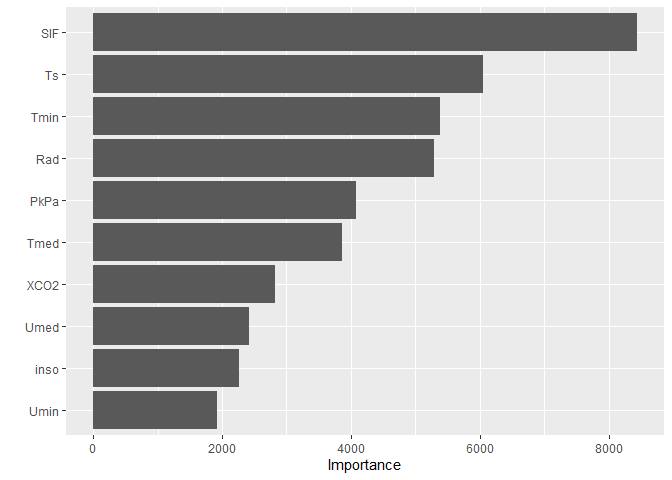 SIF
Ts
Tmin
Rad
PkPa
Tmed
XCO2
Umed
inso
Umin
0 2000 4000 6000 8000
Importance